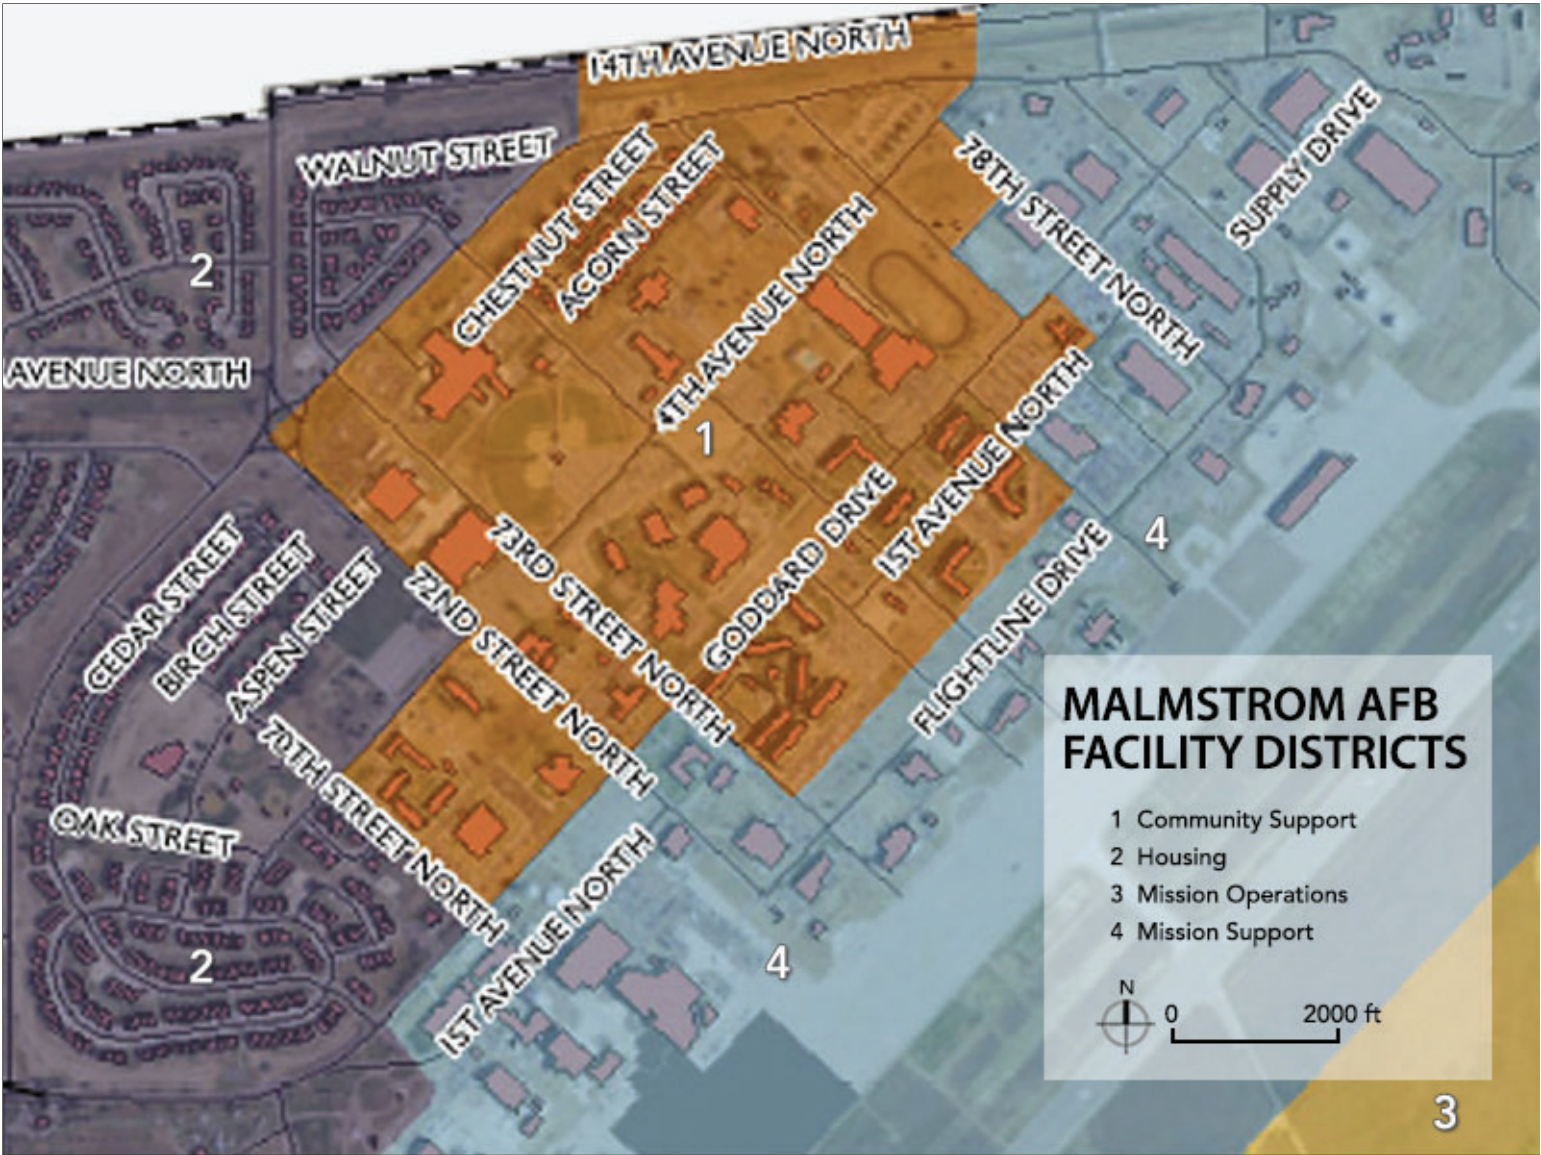 14TH AVENUE NORTH
WALNUT STREET
CHESTNUT STREET
ACORN STREET
78TH STREET NORTH
SUPPLY DRIVE
2
4TH AVENUE NORTH
AVENUE NORTH
1
1ST AVENUE NORTH
GODDARD DRIVE
73RD STREET NORTH
72ND STREET NORTH
4
FLIGHTLINE DRIVE
CEDAR STREET
BIRCH STREET
ASPEN STREET
70TH STREET NORTH
OAK STREET
2
1ST AVENUE NORTH
4
MALMSTROM AFB
FACILITY DISTRICTS
1 Community Support
2 Housing
3 Mission Operations
4 Mission Support
N
0 2000 ft
3